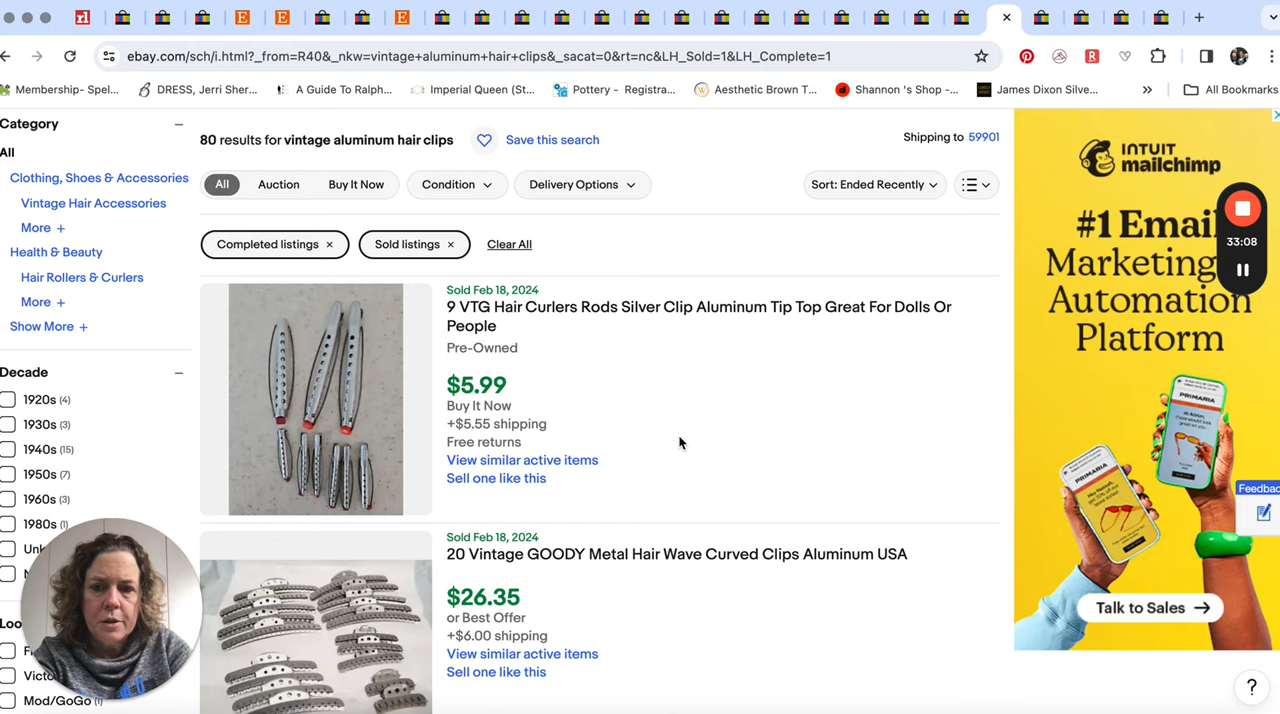 ebay.com/sch/i.html?_from=R40&_nkw=vintage+aluminum+hair+clips&_sacat=0&rt=nc&LH_Sold=1&LH_Complete=1
Membership- Spel...
DRESS, Jerri Sher...
A Guide To Ralph...
Imperial Queen (St...
Pottery - Registra...
Aesthetic Brown T...
Shannon 's Shop -...
James Dixon Silve...
»
All Bookmarks
Category
All
Clothing, Shoes & Accessories
Vintage Hair Accessories
More +
Health & Beauty
Hair Rollers & Curlers
More +
Show More +
Decade
1920s (4)
1930s (3)
1940s (15)
1950s (7)
1960s (3)
1980s (1)
Mod/GoGo (1)
80 results for vintage aluminum hair clips
Save this search
Shipping to 59901
All
Auction
Buy It Now
Condition
Delivery Options
Sort: Ended Recently
Completed listings ×
Sold listings ×
Clear All
Sold Feb 18, 2024
9 VTG Hair Curlers Rods Silver Clip Aluminum Tip Top Great For Dolls Or
People
Pre-Owned
$5.99
Buy It Now
+$5.55 shipping
Free returns
View similar active items
Sell one like this
Sold Feb 18, 2024
20 Vintage GOODY Metal Hair Wave Curved Clips Aluminum USA
$26.35
or Best Offer
+$6.00 shipping
View similar active items
Sell one like this
INTUIT
mailchimp
#1 Email
Marketing
Automation
Platform
PRIMARIA
PRIMARIA
Talk to Sales →
33:08
Feedback
?